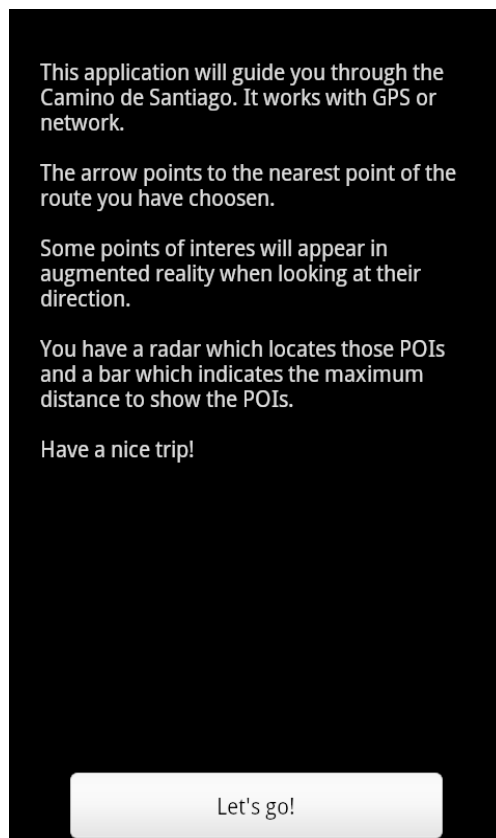 This application will guide you through the
Camino de Santiago. It works with GPS or
network.
The arrow points to the nearest point of the
route you have choosen.
Some points of interes will appear in
augmented reality when looking at their
direction.
You have a radar which locates those POIs
and a bar which indicates the maximum
distance to show the POIs.
Have a nice trip!
Let's go!